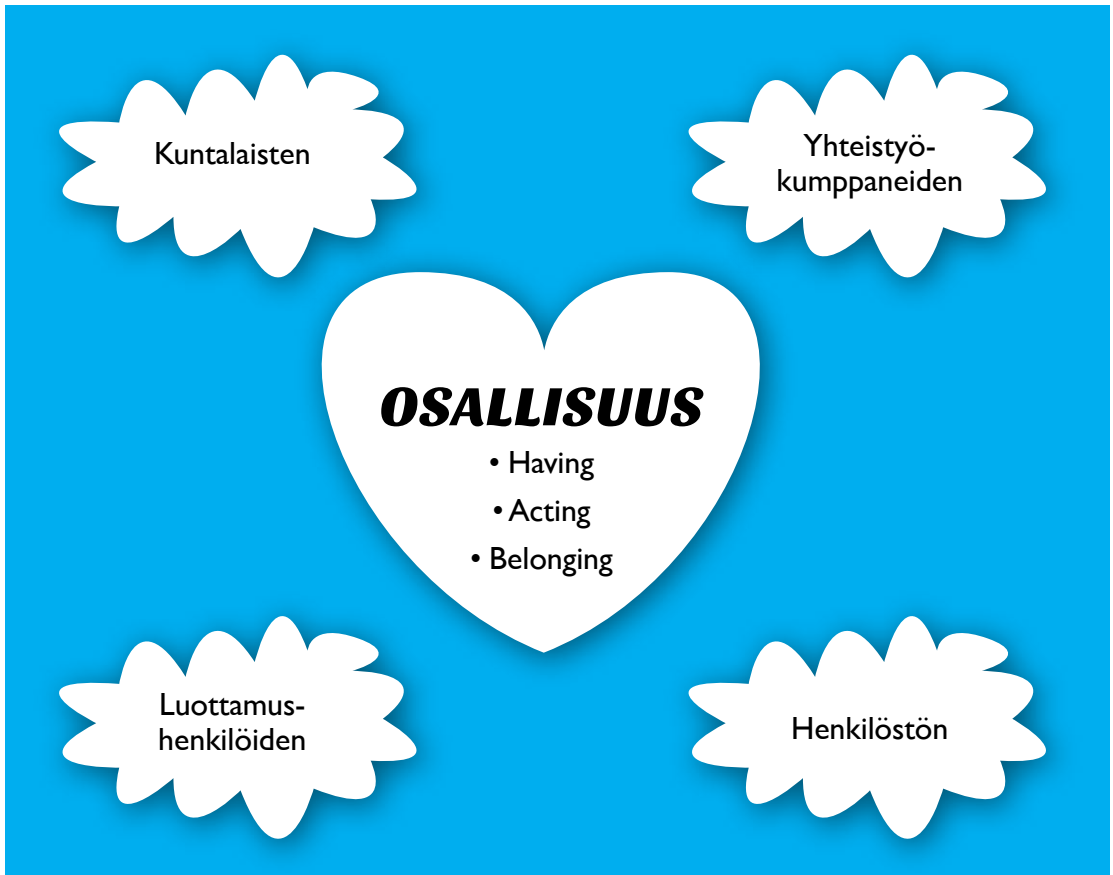 Kuntalaisten
Yhteistyö-
kumppaneiden
OSALLISUUS
• Having
• Acting
• Belonging
Luottamus-
henkilöiden
Henkilöstön